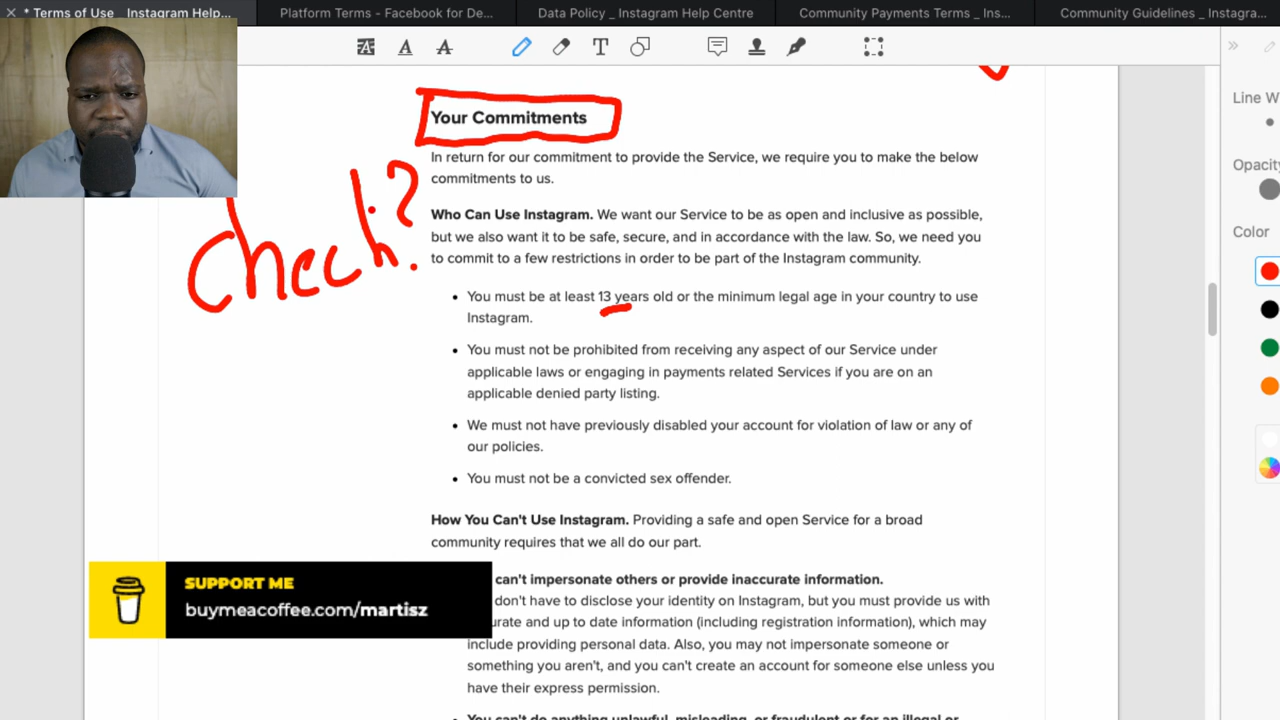 * Terms of Use _ Instagram Help...
Platform Terms - Facebook for De...
Data Policy _ Instagram Help Centre
Community Payments Terms _ Ins...
Community Guidelines _ Instagra...
Line W
Opacity
Color
check?
Your Commitments
In return for our commitment to provide the Service, we require you to make the below
commitments to us.
Who Can Use Instagram. We want our Service to be as open and inclusive as possible,
but we also want it to be safe, secure, and in accordance with the law. So, we need you
to commit to a few restrictions in order to be part of the Instagram community.
• You must be at least 13 years old or the minimum legal age in your country to use
Instagram.
• You must not be prohibited from receiving any aspect of our Service under
applicable laws or engaging in payments related Services if you are on an
applicable denied party listing.
• We must not have previously disabled your account for violation of law or any of
our policies.
• You must not be a convicted sex offender.
How You Can't Use Instagram. Providing a safe and open Service for a broad
community requires that we all do our part.
can't impersonate others or provide inaccurate information.
don't have to disclose your identity on Instagram, but you must provide us with
urate and up to date information (including registration information), which may
include providing personal data. Also, you may not impersonate someone or
something you aren't, and you can't create an account for someone else unless you
have their express permission.
You can't do anything unlawful, misleading, or fraudulent or for an illegal or
SUPPORT ME
buymeacoffee.com/martisz